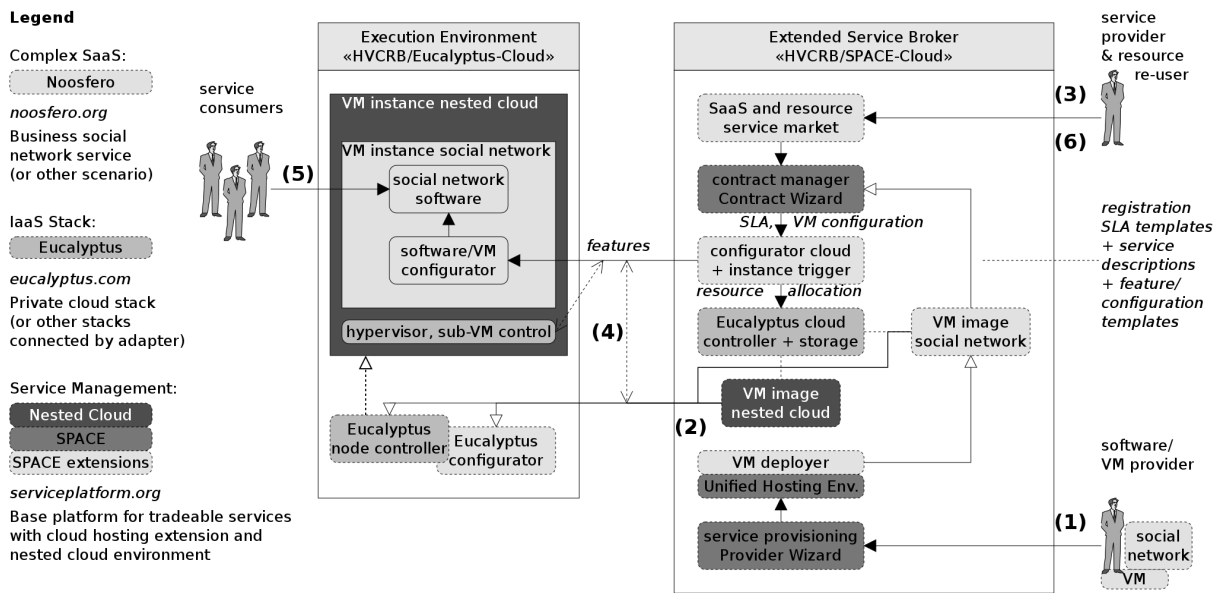 Legend
Complex SaaS:
Noosfero
noosfero.org
Business social
network service
(or other scenario)
IaaS Stack:
Eucalyptus
eucalyptus.com
Private cloud stack
(or other stacks
connected by adapter)
Service Management:
Nested Cloud
SPACE
SPACE extensions
serviceplatform.org
Base platform for tradeable services
with cloud hosting extension and
nested cloud environment
service
consumers
(5)
Execution Environment
«HVCRB/Eucalyptus-Cloud»
VM instance nested cloud
VM instance social network
social network
software
software/VM
configurator
hypervisor, sub-VM control
Eucalyptus
node controller
Eucalyptus
configurator
features
(4)
(2)
Extended Service Broker
«HVCRB/SPACE-Cloud»
SaaS and resource
service market
contract manager
Contract Wizard
SLA, VM configuration
configurator cloud
+ instance trigger
resource allocation
Eucalyptus cloud
controller + storage
VM image
social network
VM image
nested cloud
VM deployer
Unified Hosting Env.
service provisioning
Provider Wizard
service
provider
& resource
re-user
(3)
(6)
registration
SLA templates
+ service
descriptions
+ feature/
configuration
templates
software/
VM provider
(1)
social
network
VM